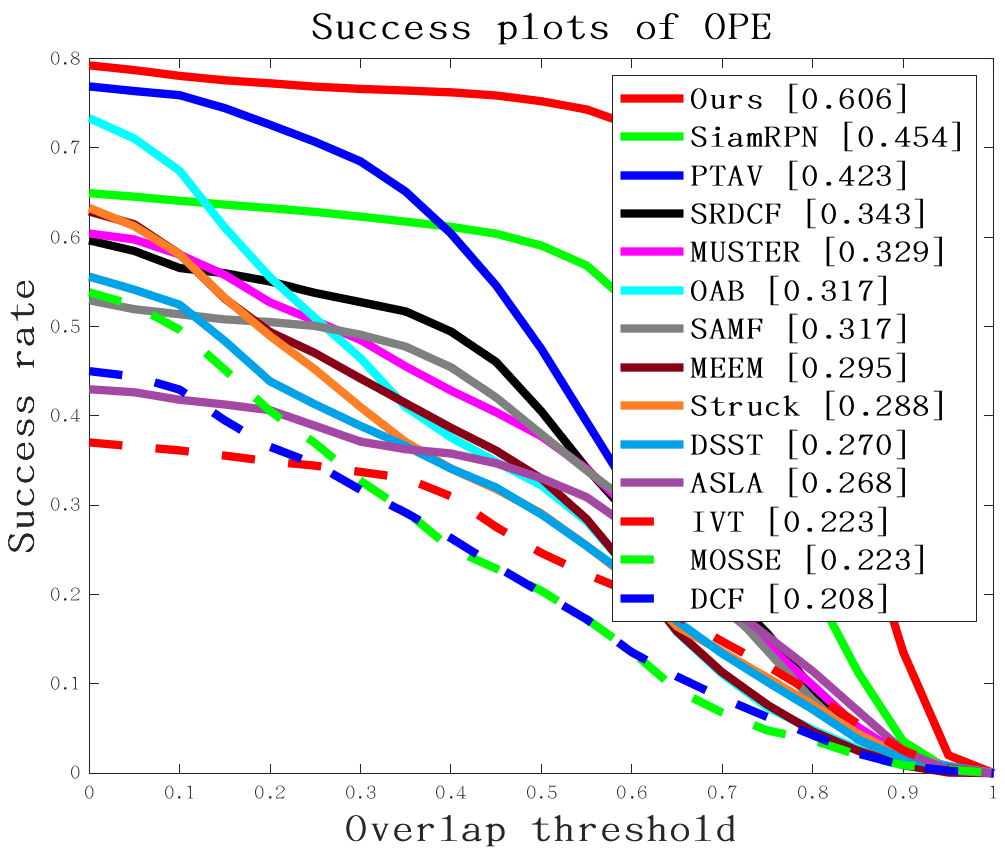 Success plots of OPE
Success rate
0.8
0.7
0.6
0.5
0.4
0.3
0.2
0.1
0
Ours [0.606]
SiamRPN [0.454]
PTAV [0.423]
SRDCF [0.343]
MUSTER [0.329]
OAB [0.317]
SAMF [0.317]
MEEM [0.295]
Struck [0.288]
DSST [0.270]
ASLA [0.268]
IVT [0.223]
MOSSE [0.223]
DCF [0.208]
0 0.1 0.2 0.3 0.4 0.5 0.6 0.7 0.8 0.9 1
Overlap threshold